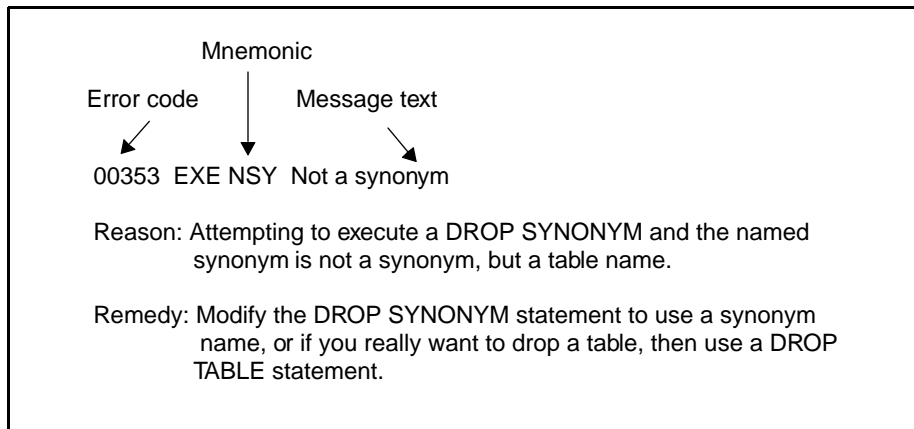 Mnemonic
Error code
Message text
00353 EXE NSY Not a synonym
Reason: Attempting to execute a DROP SYNONYM and the named
synonym is not a synonym, but a table name.
Remedy: Modify the DROP SYNONYM statement to use a synonym
name, or if you really want to drop a table, then use a DROP
TABLE statement.